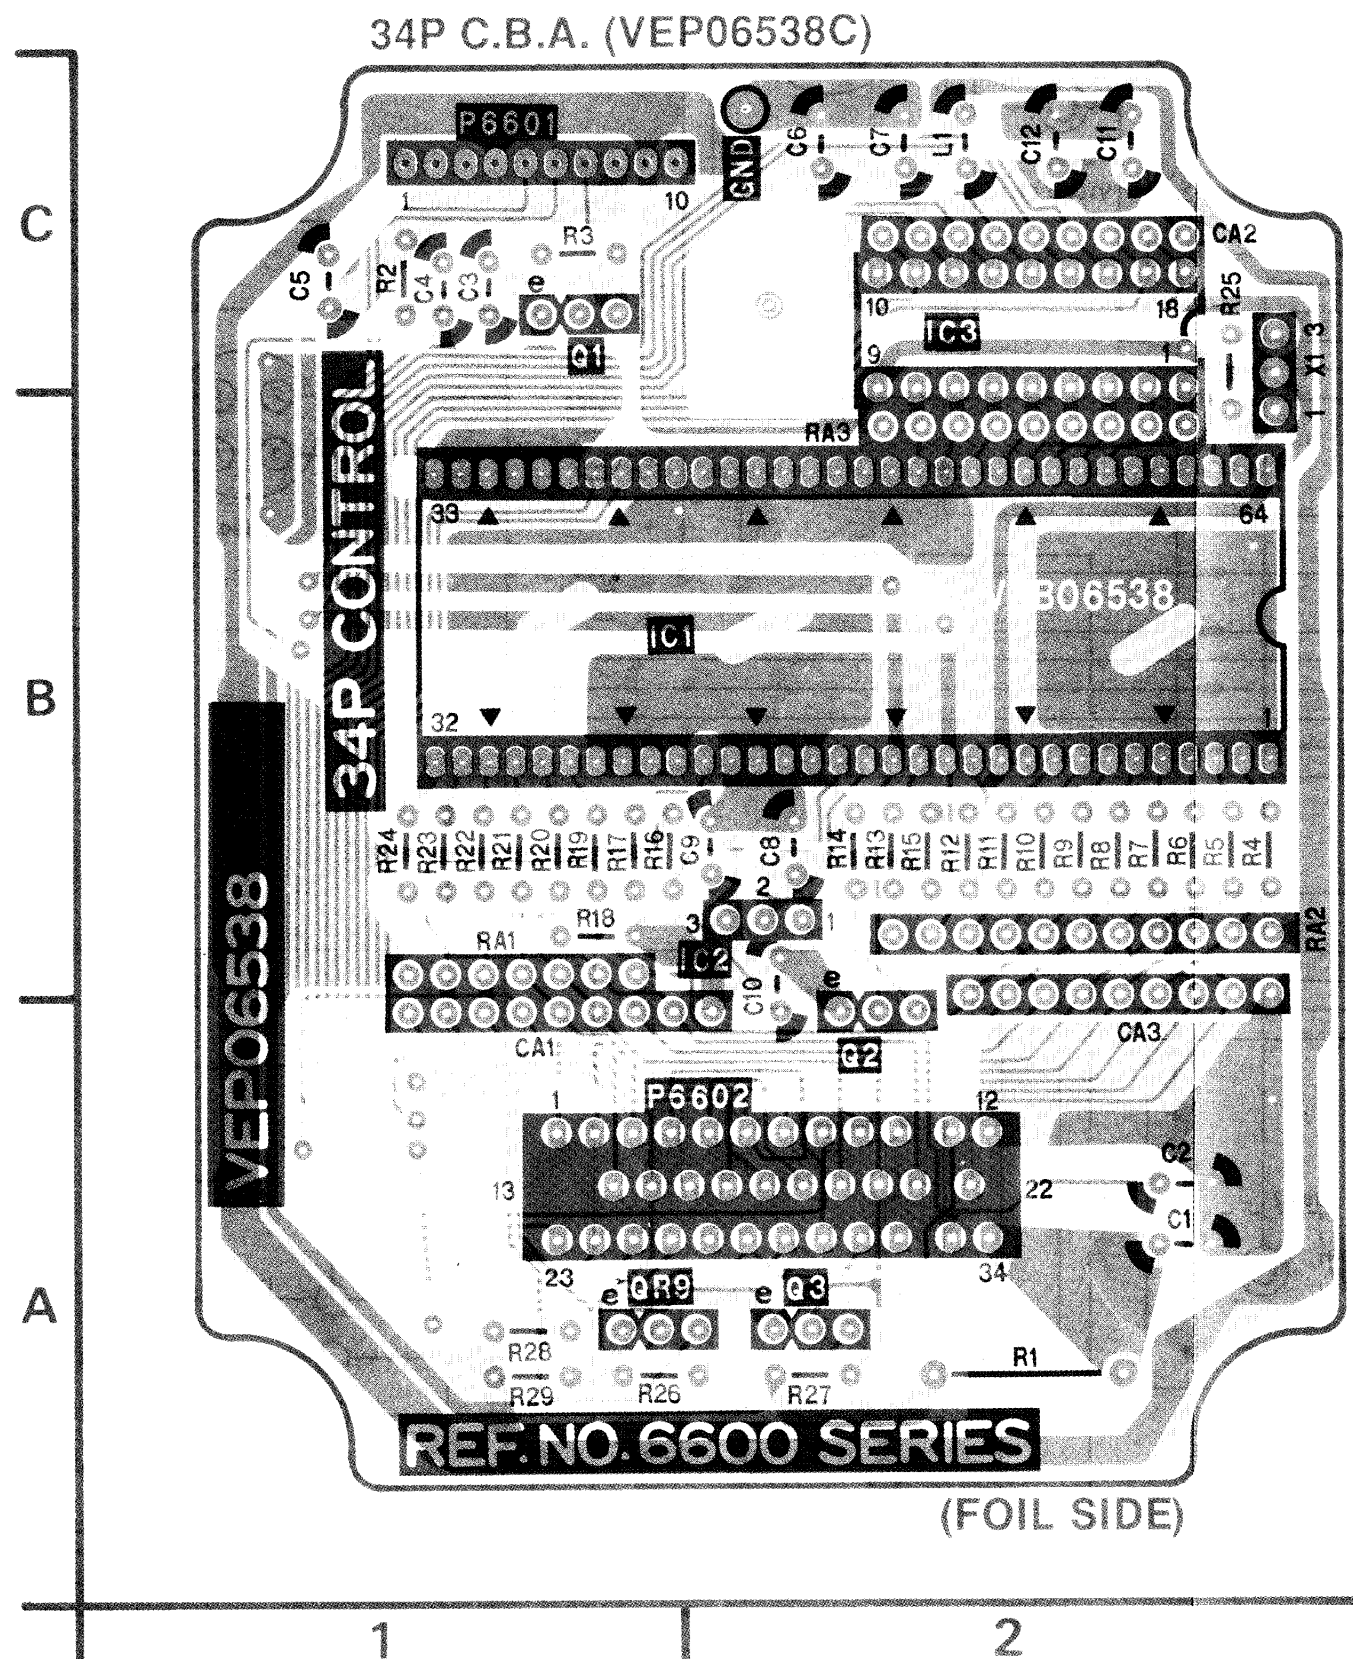 34P C.B.A. (VEP06538C)
P6601
1 10
GND
C6
C7
L1
C12
C11
C
C5
R2
C4
C3
R3
e
Q1
CA2
10 18
IC3
9 1
R25
3
X1
1
RA3
34P CONTROL
33 64
B06538
IC1
B
32 1
VEP06538
R24
R23
R22
R21
R20
R19
R17
R16
C9
C8
R14
R13
R15
R12
R11
R10
R9
R8
R7
R6
R5
R4
2
3 1
R18
RA1
IC2
C10
e
RA2
CA1
Q2
CA3
P6602
1 12
C2
13 22
C1
23 34
A
e QR9
e Q3
R28
R29
R26
R27
R1
REF. NO. 6600 SERIES
(FOIL SIDE)
1 2